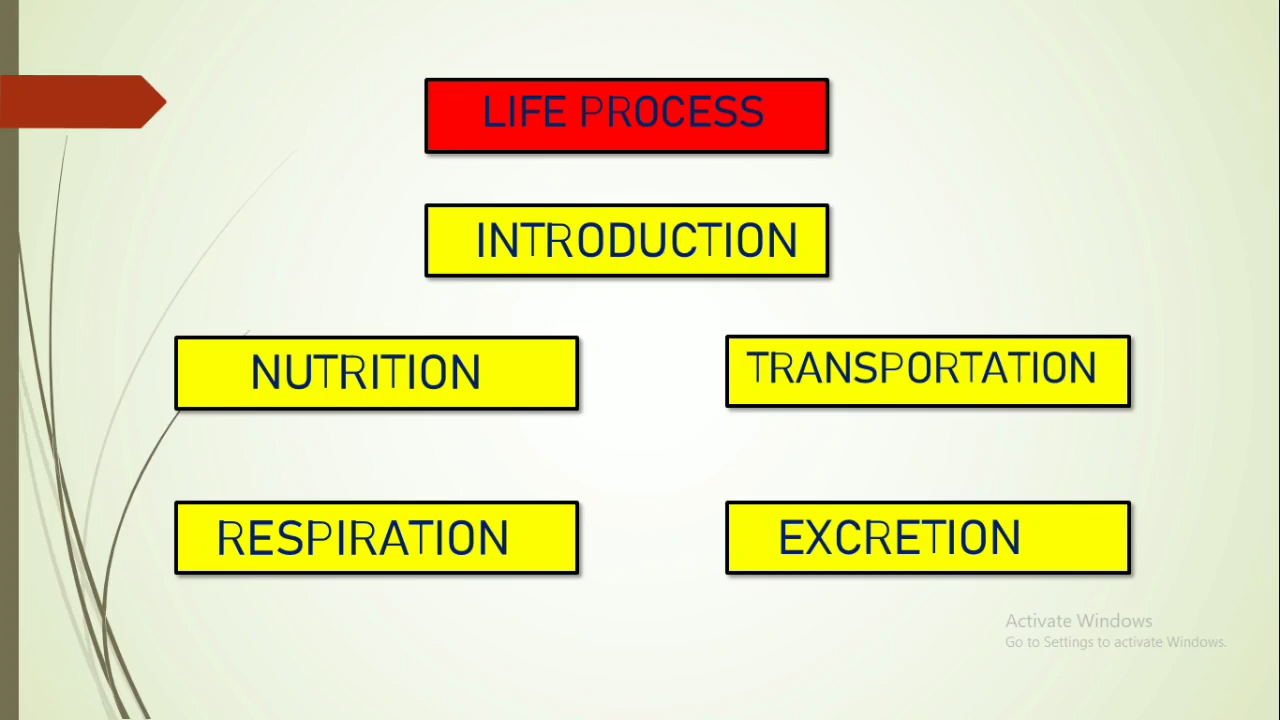 LIFE PROCESS
INTRODUCTION
NUTRITION
TRANSPORTATION
RESPIRATION
EXCRETION
Activate Windows
Go to Settings to activate Windows.